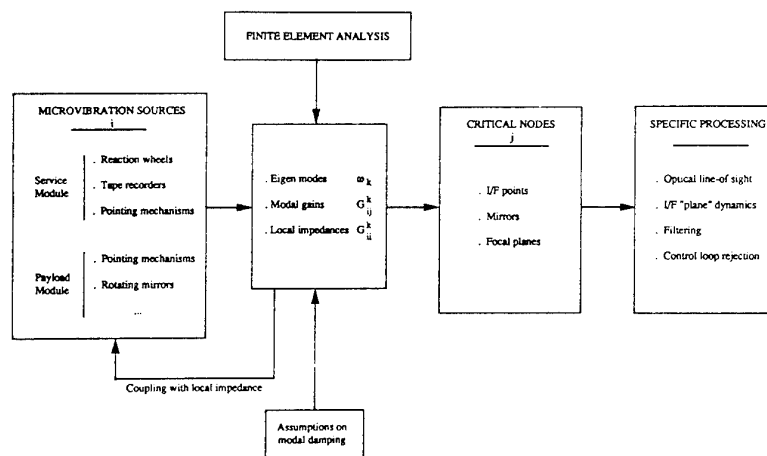 FINITE ELEMENT ANALYSIS
MICROVIBRATION SOURCES
i
Service
Module
. Reaction wheels
. Tape recorders
. Pointing mechanisms
Payload
Module
. Pointing mechanisms
. Rotating mirrors
...
. Eigen modes ω k
. Modal gains G k ij
. Local impedances G k ii
CRITICAL NODES
j
. I/F points
. Mirrors
. Focal planes
SPECIFIC PROCESSING
. Optical line-of sight
. I/F "plane" dynamics
. Filtering
. Control loop rejection
Coupling with local impedance
Assumptions on
modal damping